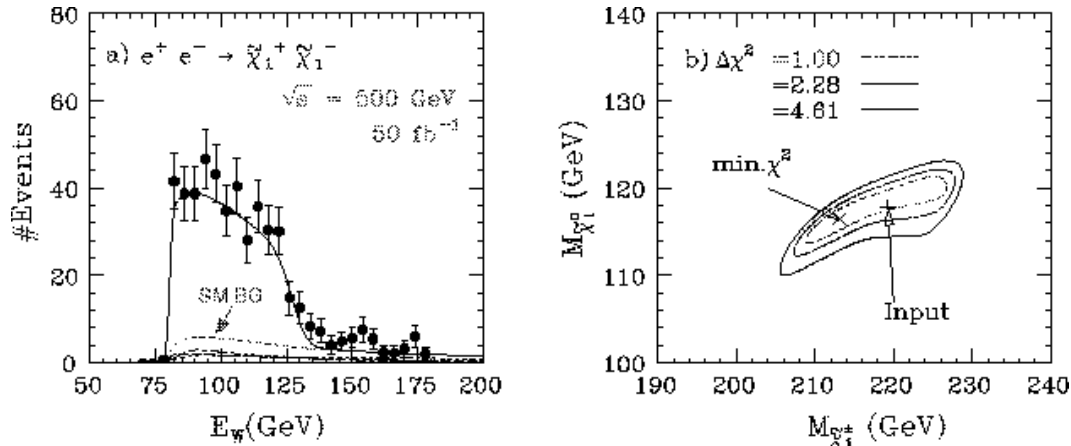 80
60
40
20
0
#Events
a) e⁺ e⁻ → χ̃₁⁺ χ̃₁⁻
√s = 500 GeV
50 fb⁻¹
SM BG
50 75 100 125 150 175 200
E_W(GeV)
140
130
120
110
100
M_χ̃₁⁰ (GeV)
b) Δχ² =1.00
=2.28
=4.61
min.χ²
Input
190 200 210 220 230 240
M_χ̃₁± (GeV)